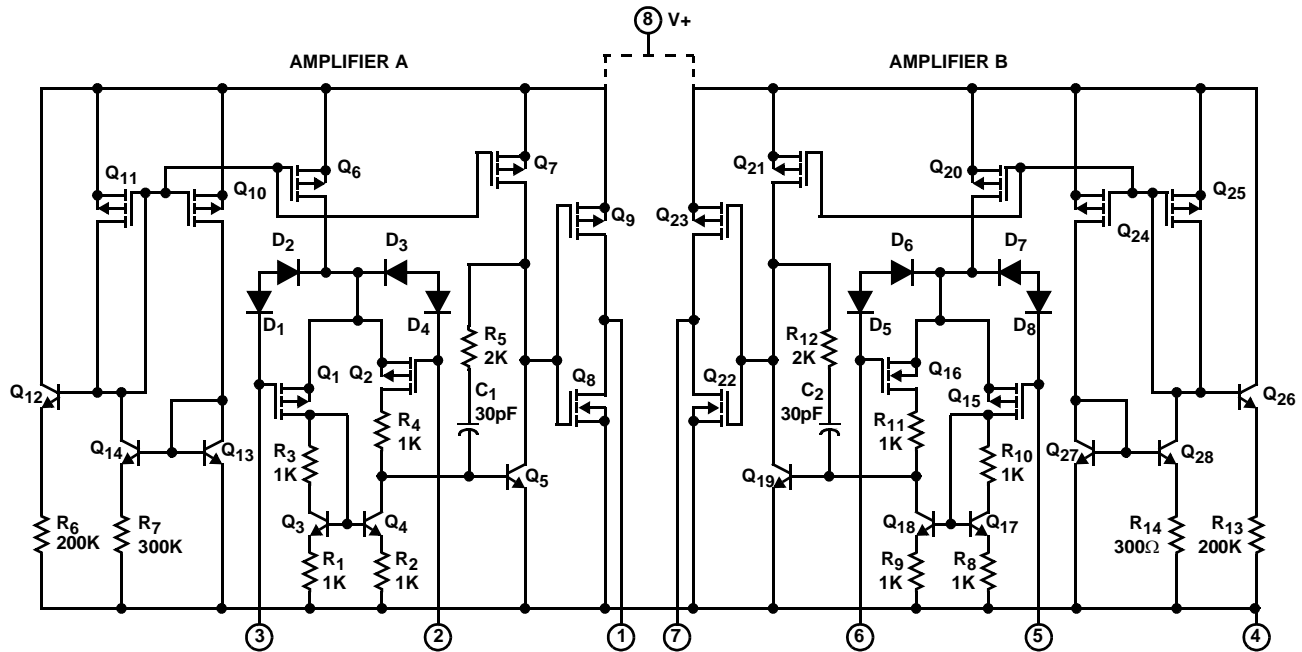 8 V+
AMPLIFIER A
AMPLIFIER B
Q11
Q10
Q6
Q7
Q9
Q21
Q20
Q23
Q24
Q25
D2
D3
D1
D4
D6
D7
D5
D8
R5
2K
R12
2K
Q12
Q1
Q2
C1
30pF
Q8
Q22
C2
30pF
Q16
Q15
Q26
Q14
Q13
R3
1K
R4
1K
R11
1K
R10
1K
Q27
Q28
Q5
Q19
R6
200K
R7
300K
Q3
Q4
Q18
Q17
R14
300Ω
R13
200K
R1
1K
R2
1K
R9
1K
R8
1K
3
2
1
7
6
5
4